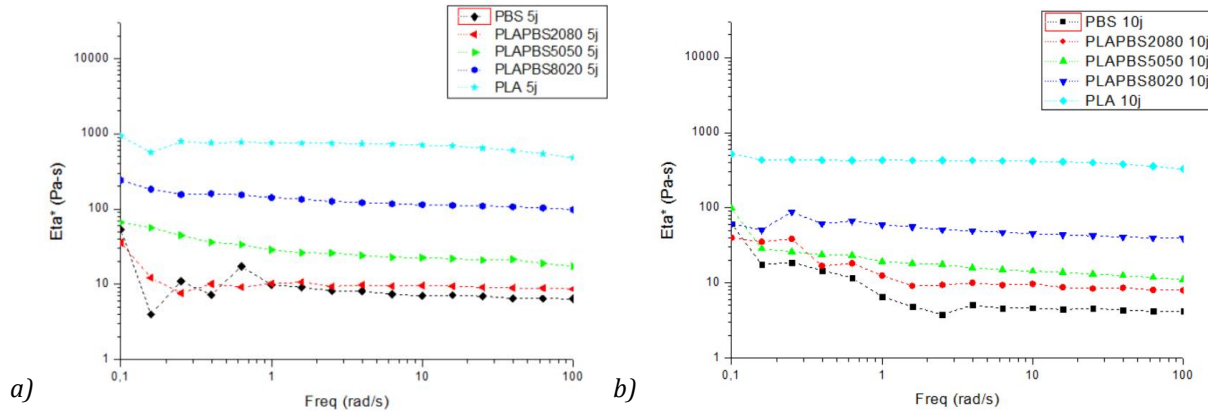 PBS 5j
PLAPBS2080 5j
PLAPBS5050 5j
PLAPBS8020 5j
PLA 5j
10000
1000
100
10
1
Eta* (Pa-s)
0,1
1
10
100
Freq (rad/s)
a)
PBS 10j
PLAPBS2080 10j
PLAPBS5050 10j
PLAPBS8020 10j
PLA 10j
10000
1000
100
10
1
Eta* (Pa-s)
0,1
1
10
100
Freq (rad/s)
b)